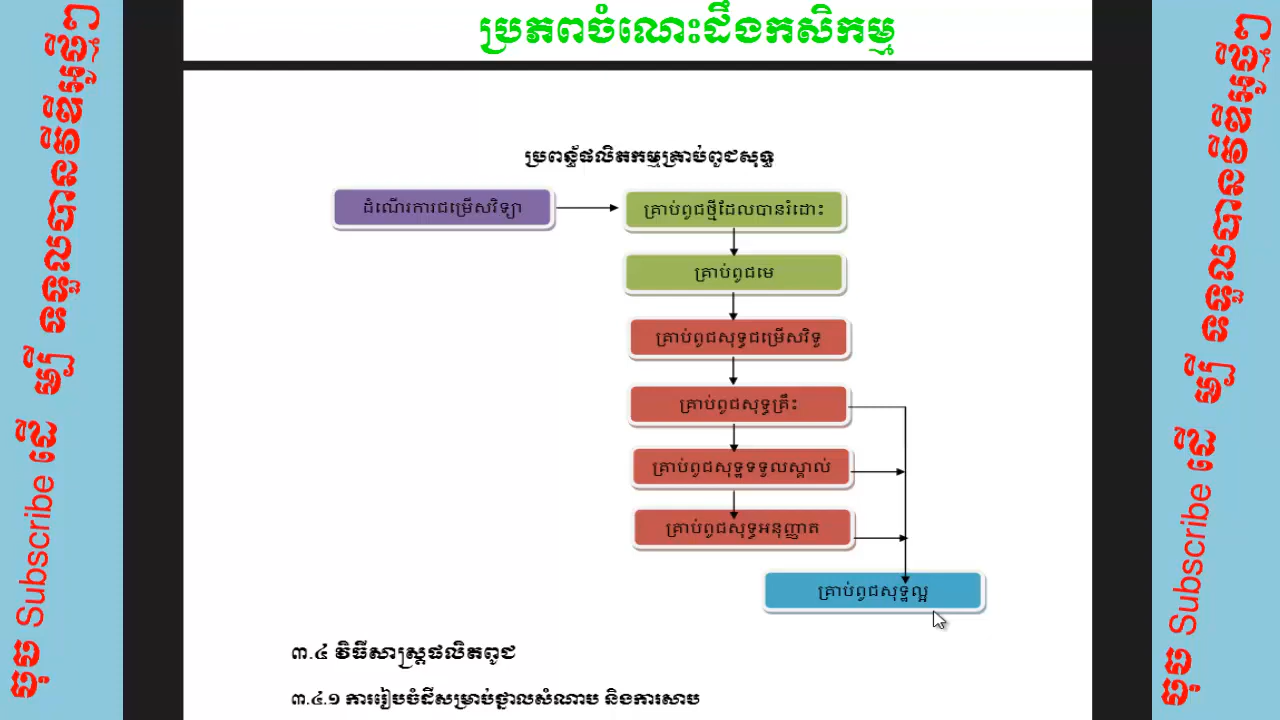 ប្រភពចំណេះដឹងកសិកម្ម
ប្រពន្ធ័ផលិតកម្មគ្រាប់ពូជសុទ្ធ
ដំណើរការជម្រើសវិទ្យា
គ្រាប់ពូជថ្មីដែលបានរំដោះ
គ្រាប់ពូជមេ
គ្រាប់ពូជសុទ្ធជម្រើសវិទូ
គ្រាប់ពូជសុទ្ធគ្រឹះ
គ្រាប់ពូជសុទ្ឋទទួលស្គាល់
គ្រាប់ពូជសុទ្ធអនុញ្ញាត
គ្រាប់ពូជសុទ្ឋល្អ
៣.៤ វិធីសាស្ត្រផលិតពូជ
៣.៤.១ ការរៀបចំដីសម្រាប់ថ្នាលសំណាប និងការសាប
ចុច Subscribe ដើ ម្បី ទទួលបានវីដេអូថ្មីៗ
ចុច Subscribe ដើ ម្បី ទទួលបានវីដេអូថ្មីៗ